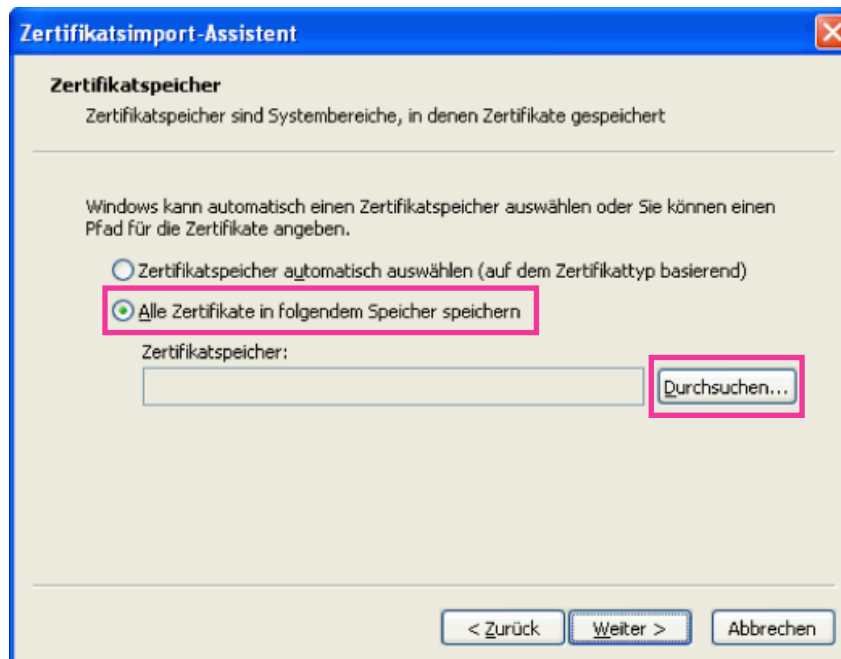 Zertifikatsimport-Assistent
Zertifikatspeicher
Zertifikatspeicher sind Systembereiche, in denen Zertifikate gespeichert
Windows kann automatisch einen Zertifikatspeicher auswählen oder Sie können einen
Pfad für die Zertifikate angeben.
Zertifikatspeicher automatisch auswählen (auf dem Zertifikattyp basierend)
Alle Zertifikate in folgendem Speicher speichern
Zertifikatspeicher:
Durchsuchen...
< Zurück Weiter > Abbrechen